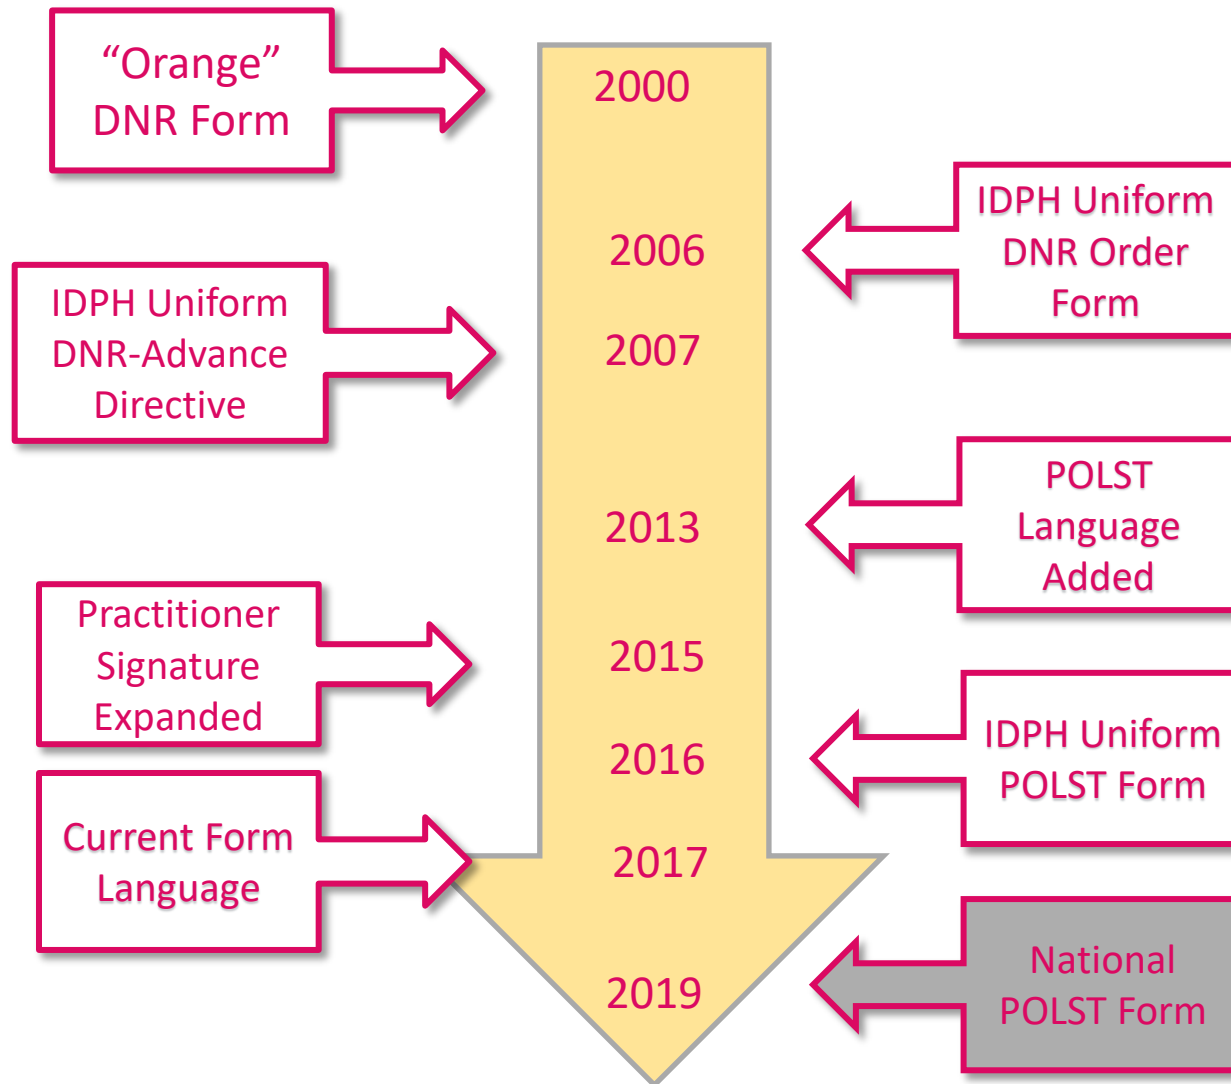 “Orange”
DNR Form
2000
IDPH Uniform
DNR Order
Form
2006
IDPH Uniform
DNR-Advance
Directive
2007
POLST
Language
Added
2013
Practitioner
Signature
Expanded
2015
IDPH Uniform
POLST Form
2016
Current Form
Language
2017
National
POLST Form
2019